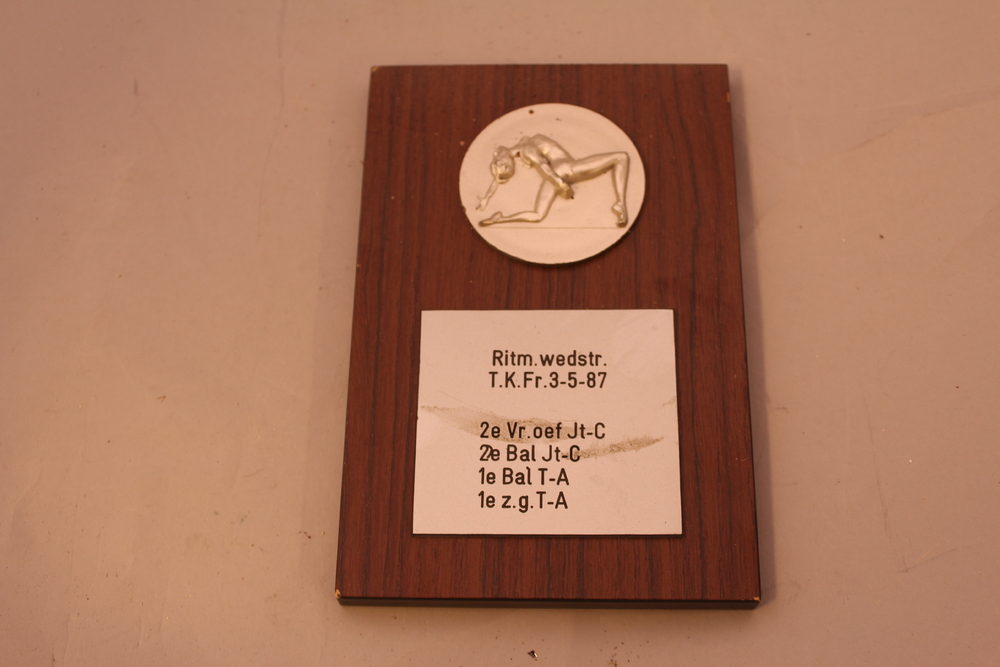 Ritm.wedstr.
T.K.Fr.3-5-87
2e Vr.oef Jt-C
2e Bal Jt-C
1e Bal T-A
1e z.g.T-A